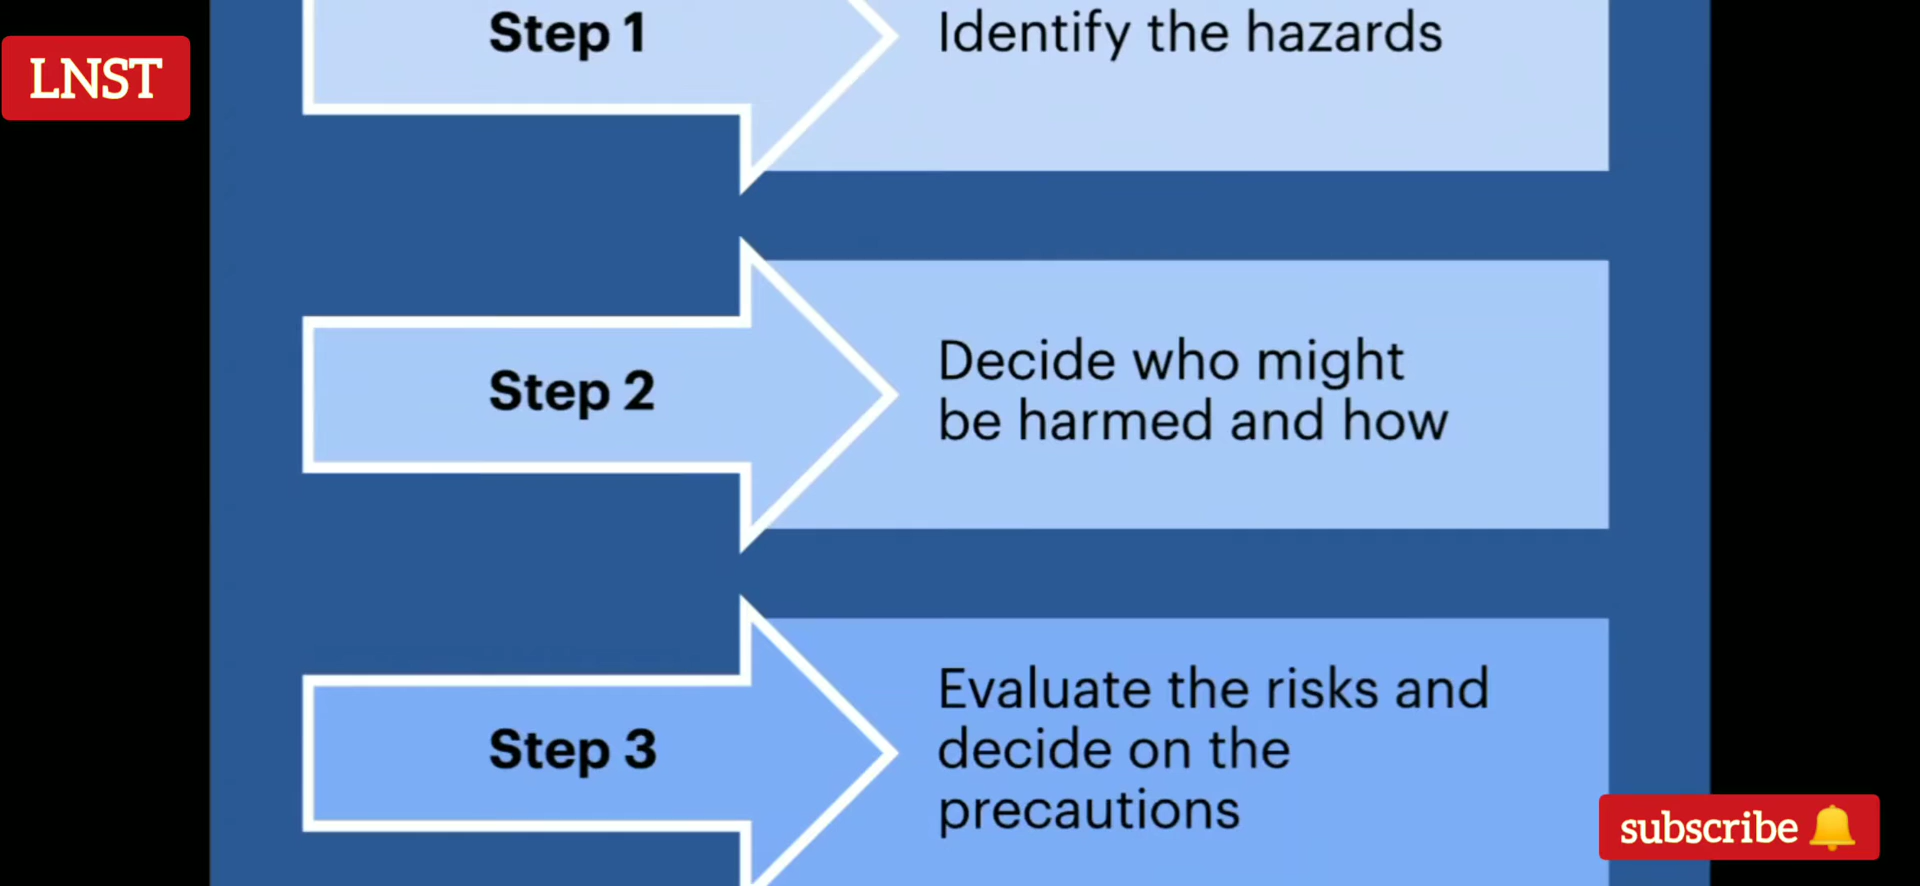 LNST
Step 1
Identify the hazards
Step 2
Decide who might
be harmed and how
Step 3
Evaluate the risks and
decide on the
precautions
subscribe